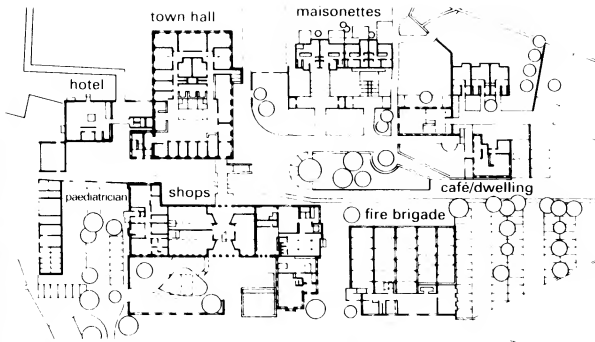 town hall
maisonettes
hotel
paediatrician
shops
café/dwelling
fire brigade